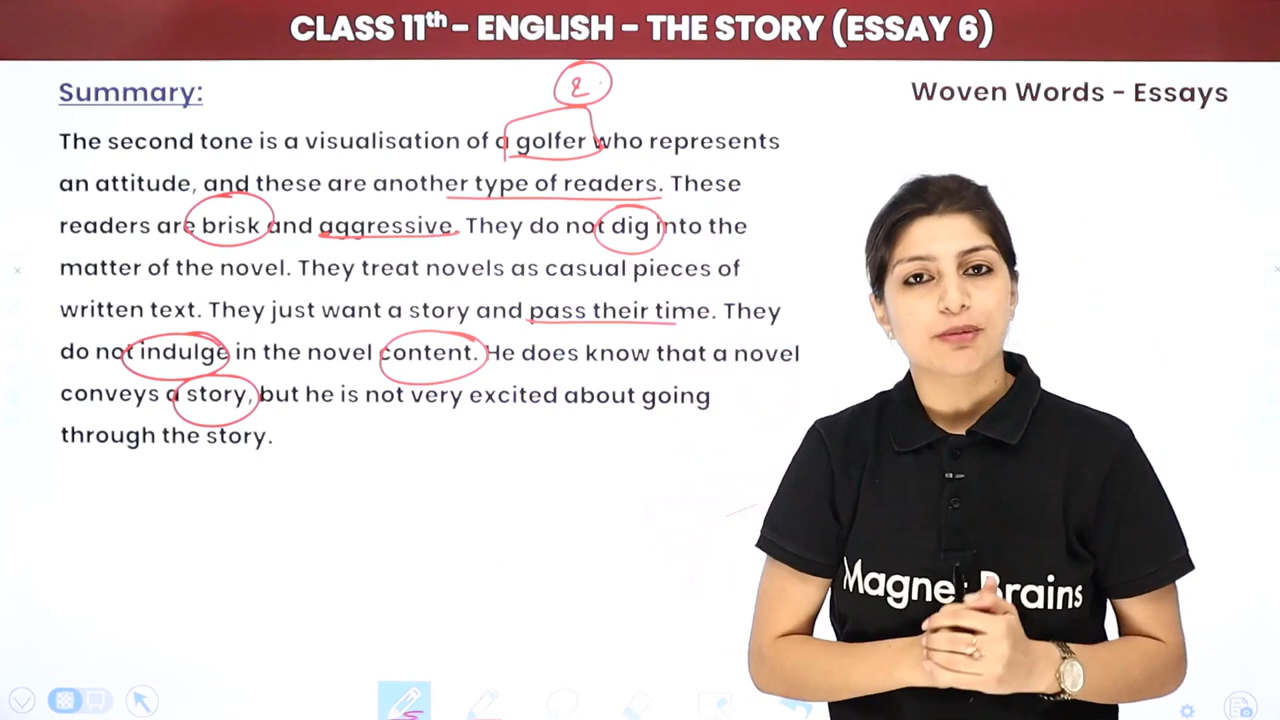 CLASS 11th - ENGLISH - THE STORY (ESSAY 6)
Summary:
Woven Words - Essays
The second tone is a visualisation of a golfer who represents
an attitude, and these are another type of readers. These
readers are brisk and aggressive. They do not dig into the
matter of the novel. They treat novels as casual pieces of
written text. They just want a story and pass their time. They
do not indulge in the novel content. He does know that a novel
conveys a story, but he is not very excited about going
through the story.
Magnet Brains